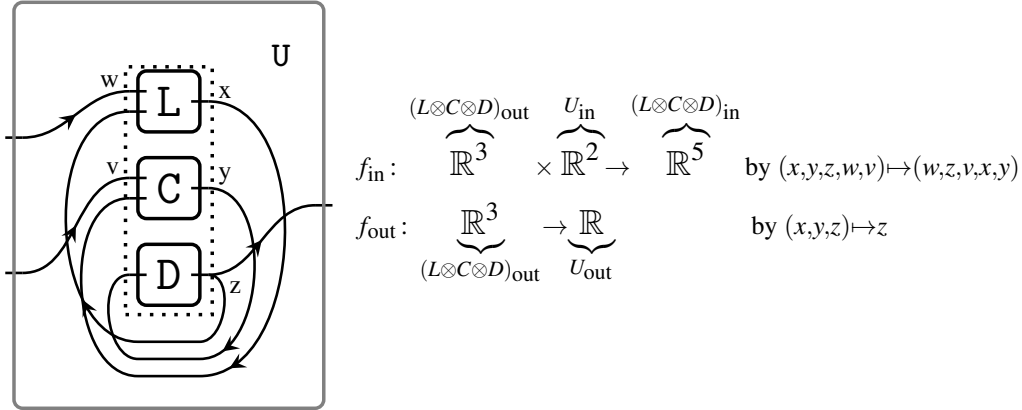 U
w
L
x
v
C
y
D
z
(L⊗C⊗D)out Uin (L⊗C⊗D)in
fin: ℝ³ × ℝ² → ℝ⁵ by (x,y,z,w,v)↦(w,z,v,x,y)
fout: ℝ³ → ℝ by (x,y,z)↦z
(L⊗C⊗D)out Uout